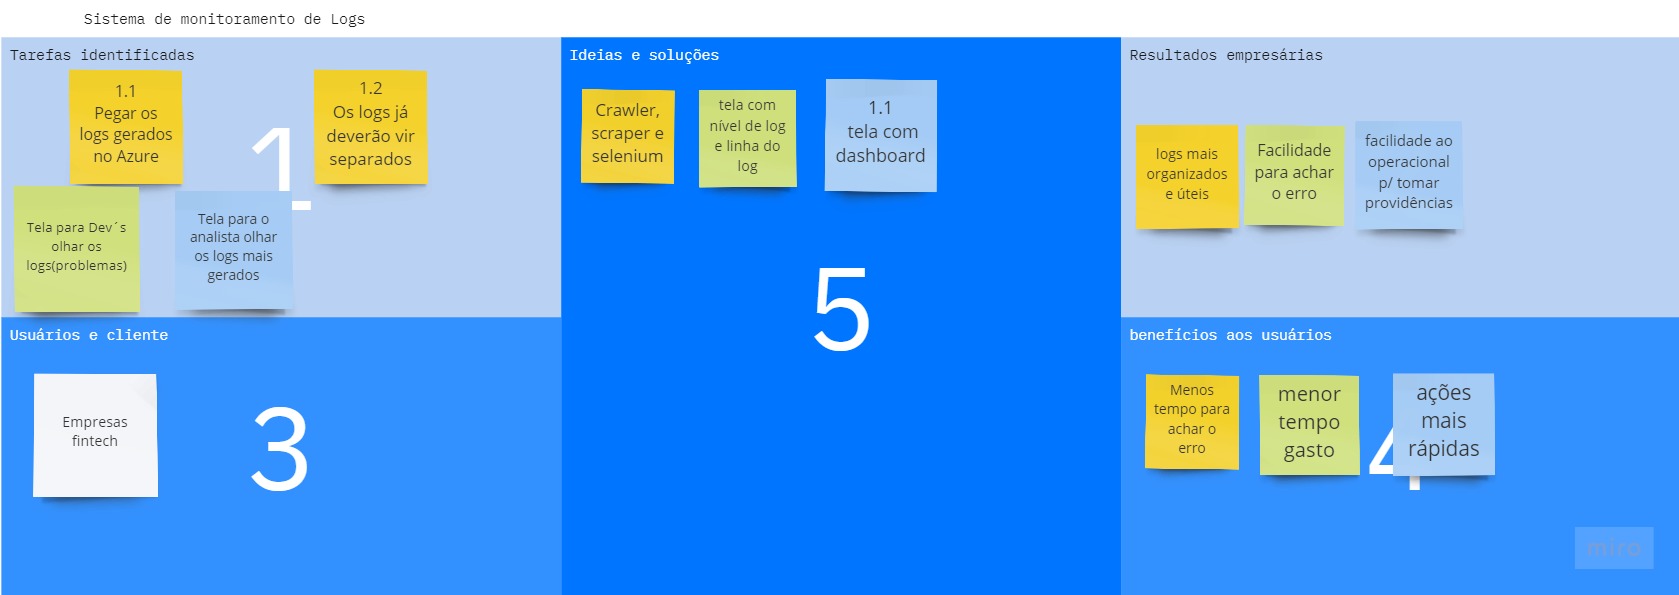 Sistema de monitoramento de Logs
Tarefas identificadas
1
1.1
Pegar os
logs gerados
no Azure
1.2
Os logs já
deverão vir
separados
Tela para Dev´s
olhar os
logs(problemas)
Tela para o
analista olhar
os logs mais
gerados
Usuários e cliente
3
Empresas
fintech
Ideias e soluções
5
Crawler,
scraper e
selenium
tela com
nível de log
e linha do
log
1.1
tela com
dashboard
Resultados empresárias
logs mais
organizados
e úteis
Facilidade
para achar
o erro
facilidade ao
operacional
p/ tomar
providências
benefícios aos usuários
4
Menos
tempo para
achar o
erro
menor
tempo
gasto
ações
mais
rápidas
miro